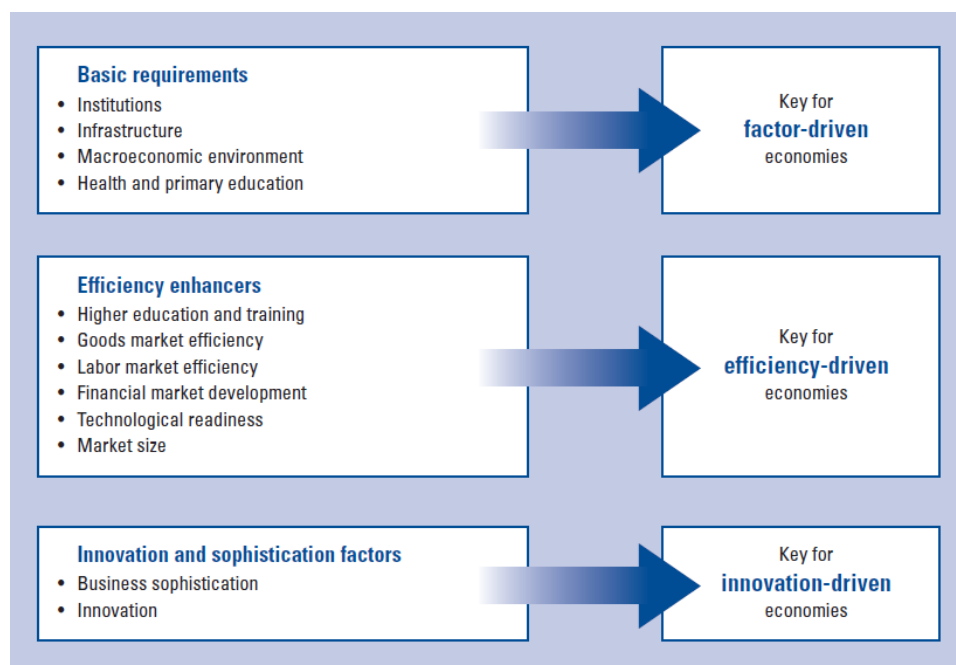 Basic requirements
• Institutions
• Infrastructure
• Macroeconomic environment
• Health and primary education
Key for
factor-driven
economies
Efficiency enhancers
• Higher education and training
• Goods market efficiency
• Labor market efficiency
• Financial market development
• Technological readiness
• Market size
Key for
efficiency-driven
economies
Innovation and sophistication factors
• Business sophistication
• Innovation
Key for
innovation-driven
economies